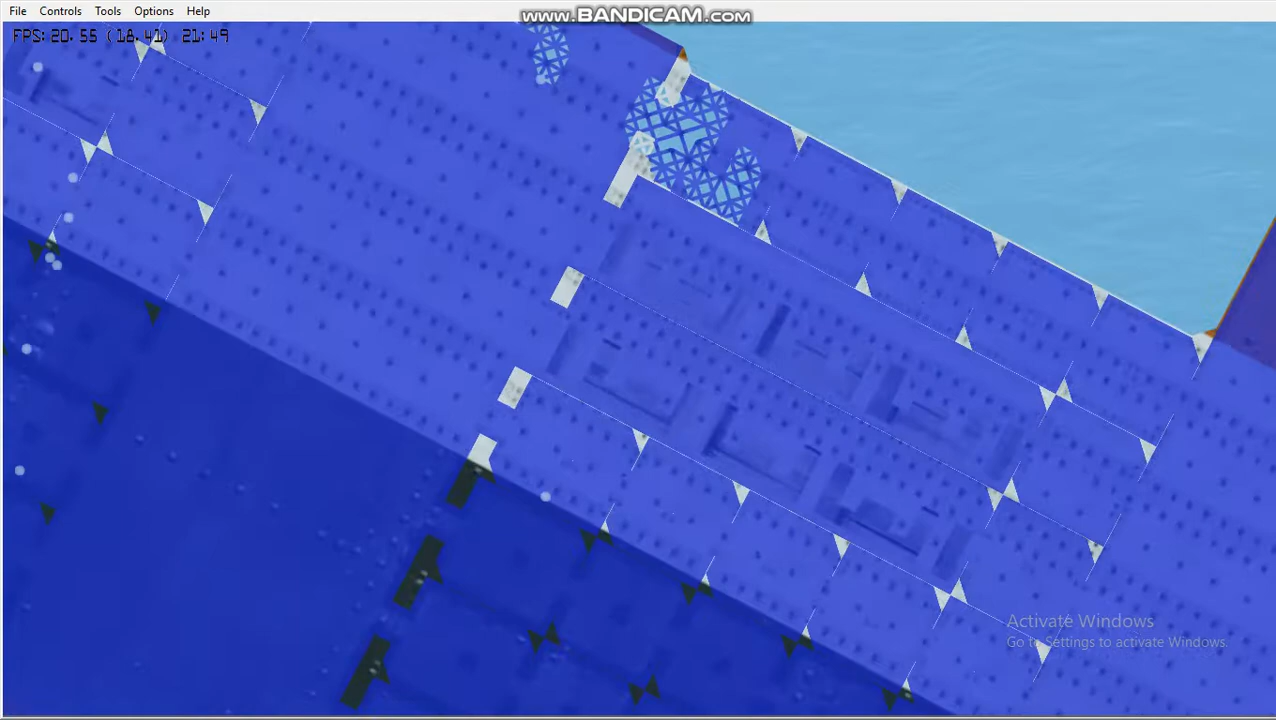 www.BANDICAM.com
File Controls Tools Options Help
FPS: 20.55 (18.41) 21:49
Activate Windows
Go to Settings to activate Windows.